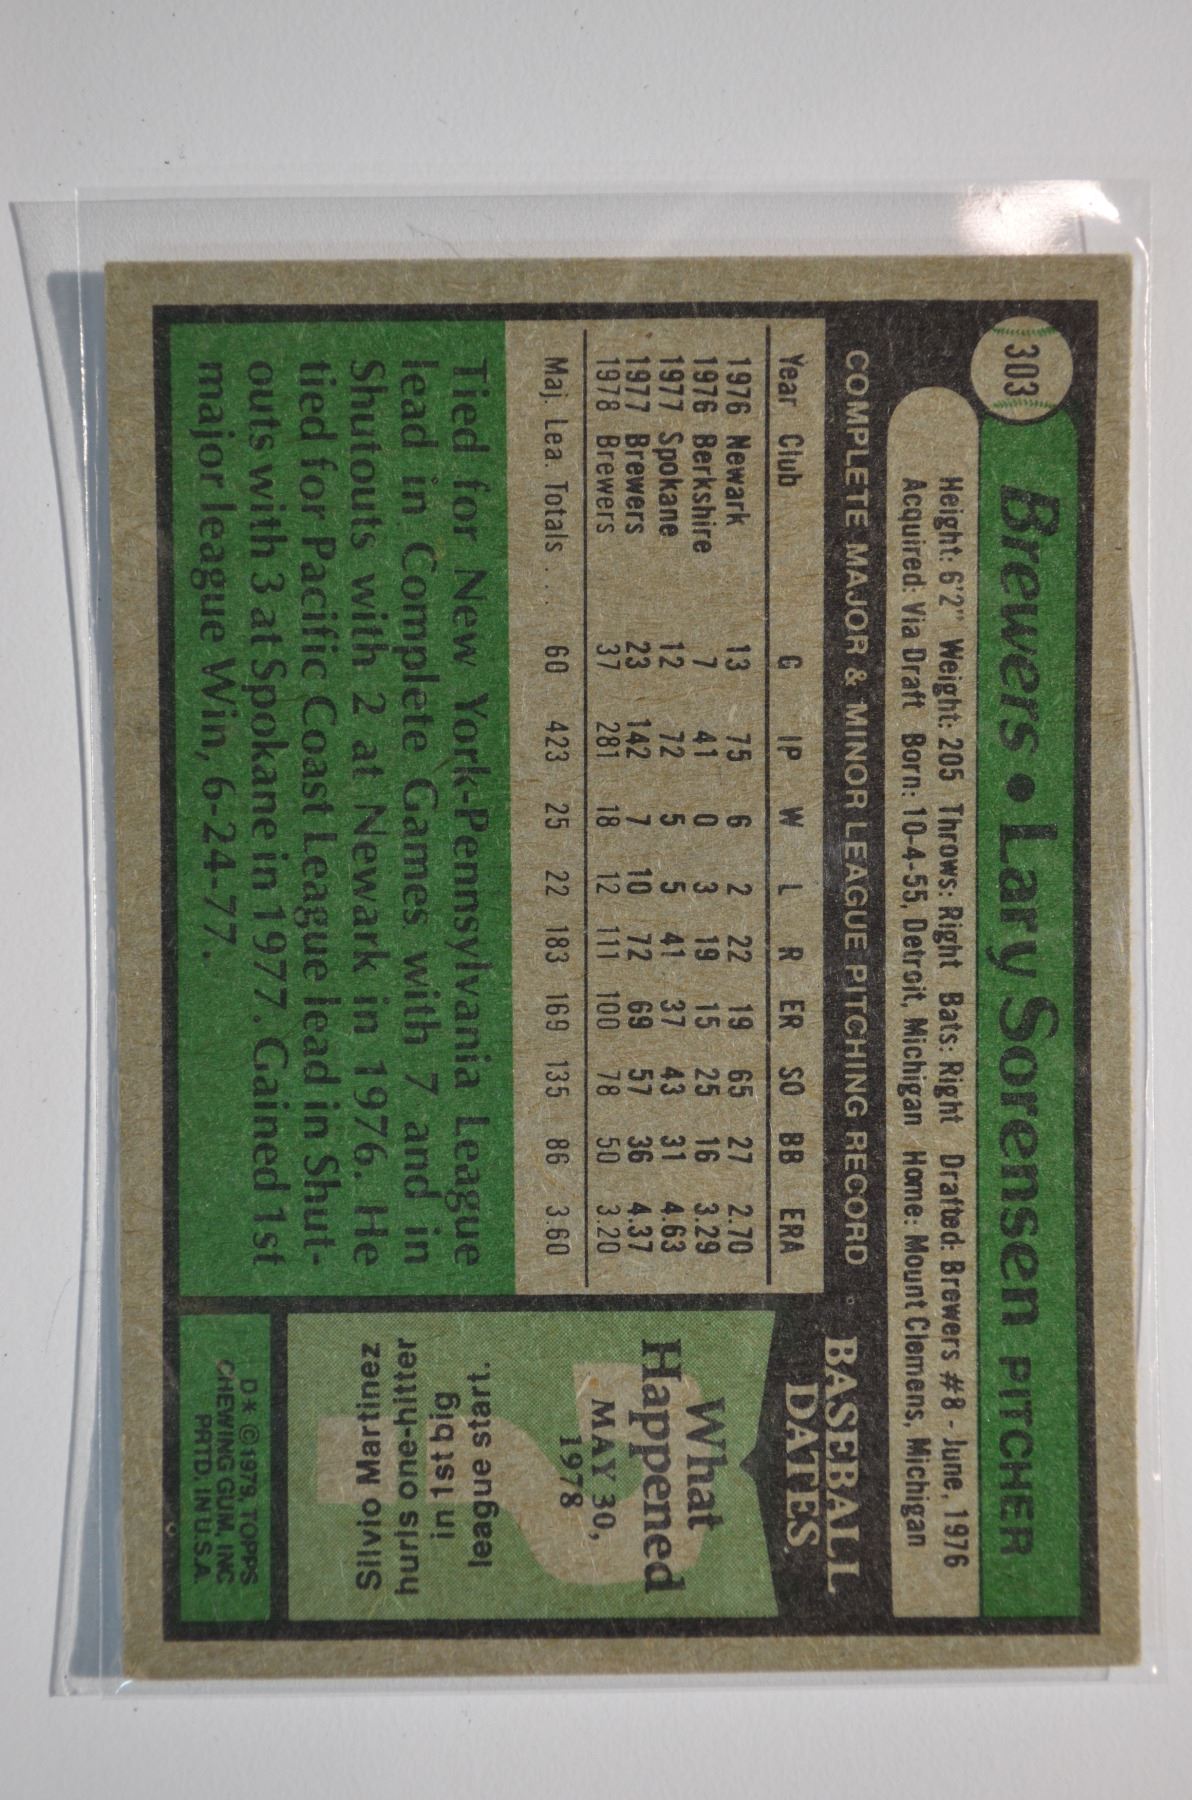 303
Brewers • Lary Sorensen PITCHER
Height: 6'2" Weight: 205 Throws: Right Bats: Right Drafted: Brewers #8 - June, 1976
Acquired: Via Draft Born: 10-4-55, Detroit, Michigan Home: Mount Clemens, Michigan
COMPLETE MAJOR & MINOR LEAGUE PITCHING RECORD
Year Club G IP W L R ER SO BB ERA
1976 Newark 13 75 6 2 22 19 65 27 2.70
1976 Berkshire 7 41 0 3 19 15 25 16 3.29
1977 Spokane 12 72 5 5 41 37 43 31 4.63
1977 Brewers 23 142 7 10 72 69 57 36 4.37
1978 Brewers 37 281 18 12 111 100 78 50 3.20
Maj. Lea. Totals . . . 60 423 25 22 183 169 135 86 3.60
Tied for New York-Pennsylvania League
lead in Complete Games with 7 and in
Shutouts with 2 at Newark in 1976. He
tied for Pacific Coast League lead in Shut-
outs with 3 at Spokane in 1977. Gained 1st
major league Win, 6-24-77.
BASEBALL
DATES
What
Happened
MAY 30,
1978
?
Silvio Martinez
hurls one-hitter
in 1st big
league start.
D* © 1979, TOPPS
CHEWING GUM, INC
PRTD. IN U.S.A.